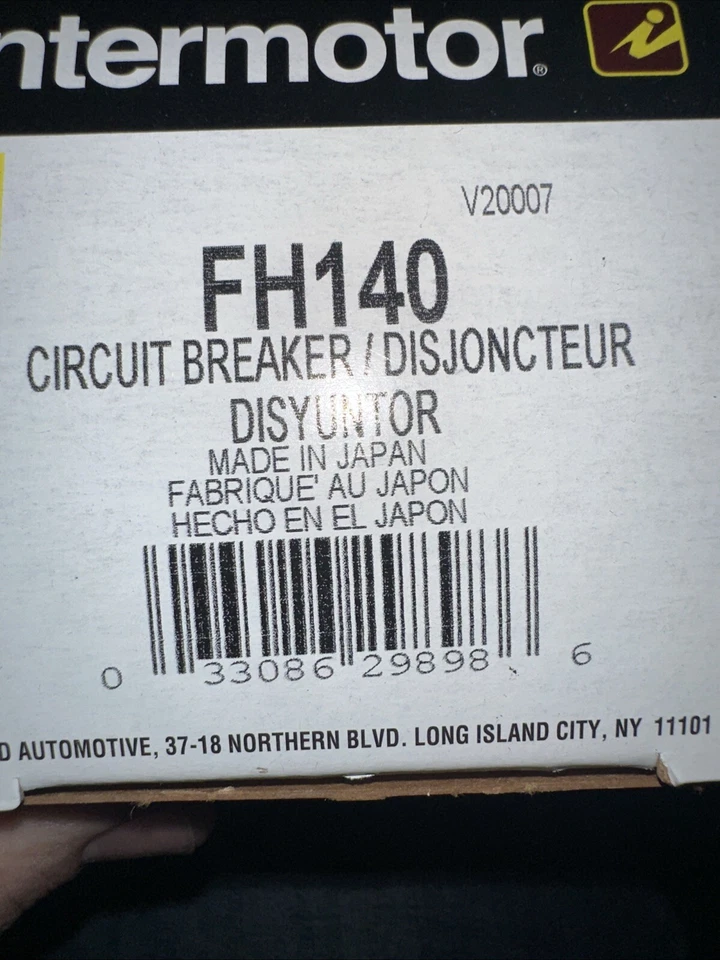 ntermotor®
V20007
FH140
CIRCUIT BREAKER / DISJONCTEUR
DISYUNTOR
MADE IN JAPAN
FABRIQUE' AU JAPON
HECHO EN EL JAPON
0 33086 29898 6
D AUTOMOTIVE, 37-18 NORTHERN BLVD. LONG ISLAND CITY, NY 11101